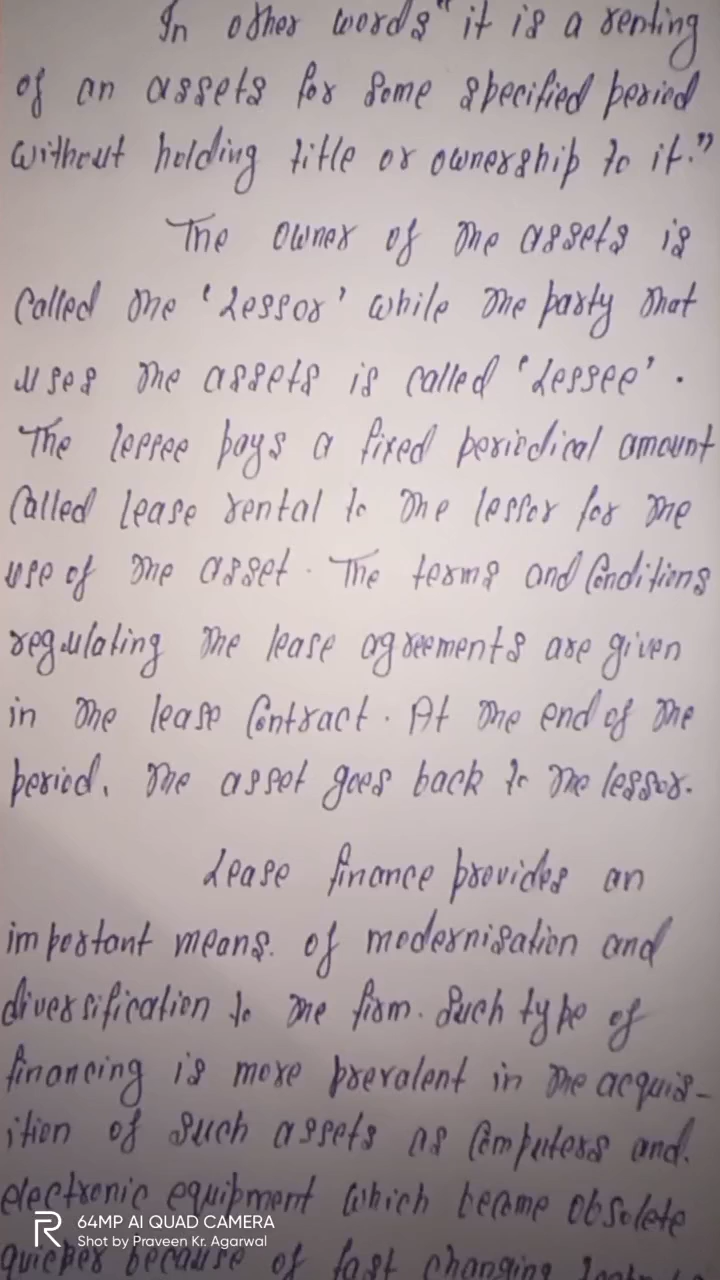 In other words "it is a renting
of an assets for some specified period
without holding title or ownership to it."
The owner of the assets is
called the 'Lessor' while the party that
uses the assets is called 'Lessee'.
The lessee pays a fixed periodical amount
called lease rental to the lessor for the
use of the asset. The terms and Conditions
regulating the lease agreements are given
in the lease Contract. At the end of the
period, the asset goes back to the lessor.
Lease finance provides an
important means. of modernisation and
diversification to the firm. Such type of
financing is more prevalent in the acquis-
ition of such assets as Computers and.
electronic equipment which became obsolete
quicker because of fast changing
64MP AI QUAD CAMERA
Shot by Praveen Kr. Agarwal